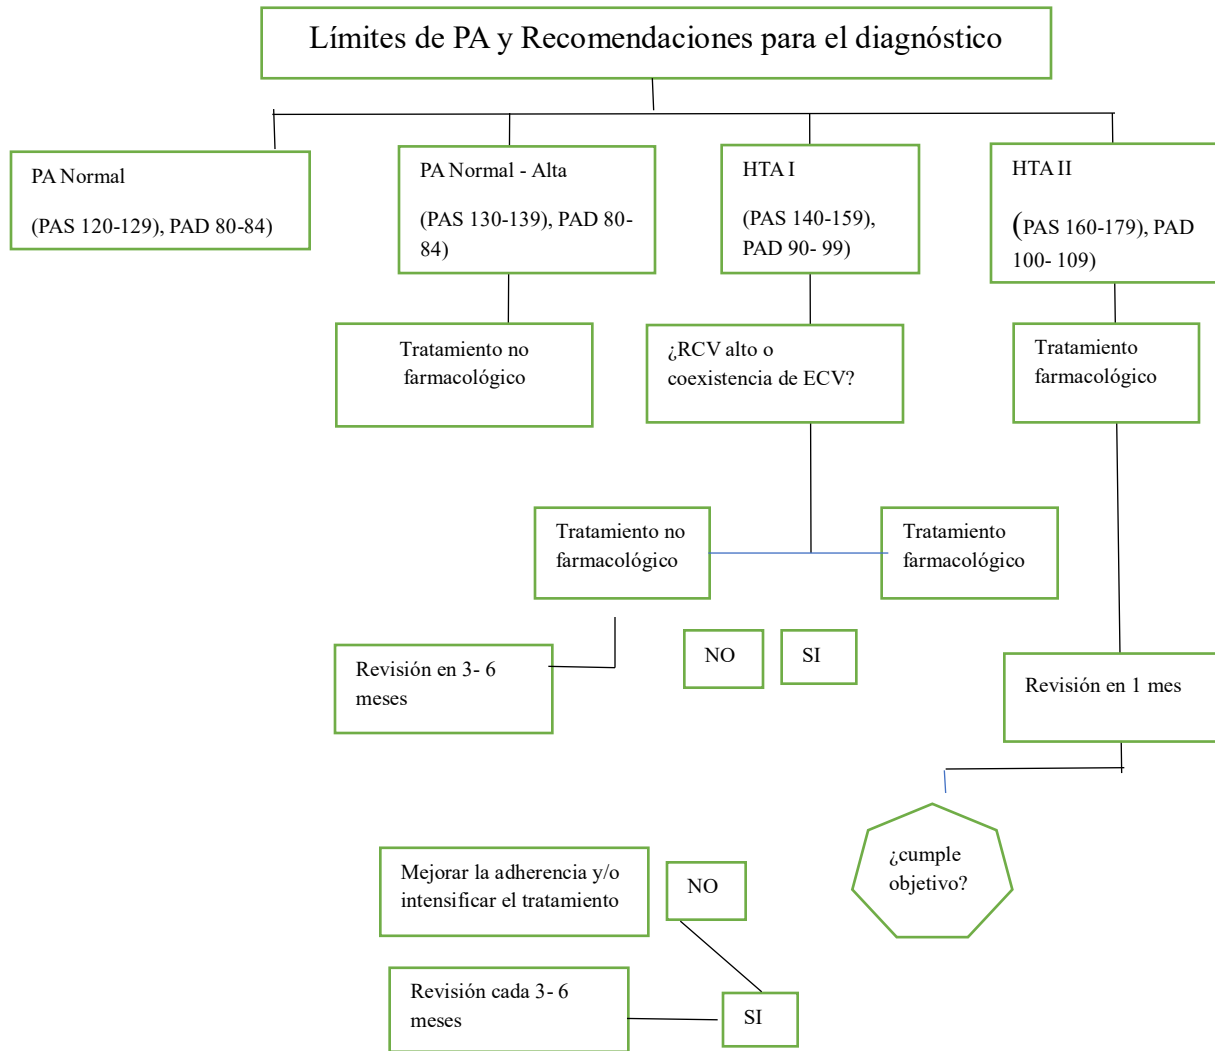 Límites de PA y Recomendaciones para el diagnóstico
PA Normal
(PAS 120-129), PAD 80-84)
PA Normal - Alta
(PAS 130-139), PAD 80-
84)
HTA I
(PAS 140-159),
PAD 90- 99)
HTA II
(PAS 160-179), PAD
100- 109)
Tratamiento no
farmacológico
¿RCV alto o
coexistencia de ECV?
Tratamiento
farmacológico
Tratamiento no
farmacológico
Tratamiento
farmacológico
NO
SI
Revisión en 3- 6
meses
Revisión en 1 mes
¿cumple
objetivo?
Mejorar la adherencia y/o
intensificar el tratamiento
NO
Revisión cada 3- 6
meses
SI